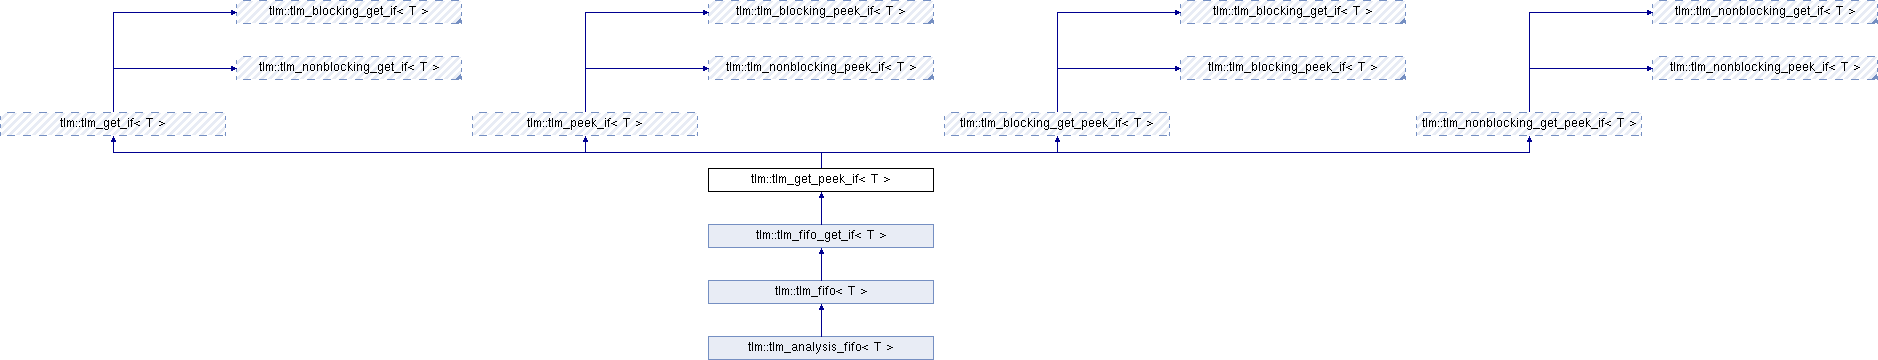 tlm::tlm_blocking_get_if< T >
tlm::tlm_blocking_peek_if< T >
tlm::tlm_blocking_get_if< T >
tlm::tlm_nonblocking_get_if< T >
tlm::tlm_nonblocking_get_if< T >
tlm::tlm_nonblocking_peek_if< T >
tlm::tlm_blocking_peek_if< T >
tlm::tlm_nonblocking_peek_if< T >
tlm::tlm_get_if< T >
tlm::tlm_peek_if< T >
tlm::tlm_blocking_get_peek_if< T >
tlm::tlm_nonblocking_get_peek_if< T >
tlm::tlm_get_peek_if< T >
tlm::tlm_fifo_get_if< T >
tlm::tlm_fifo< T >
tlm::tlm_analysis_fifo< T >